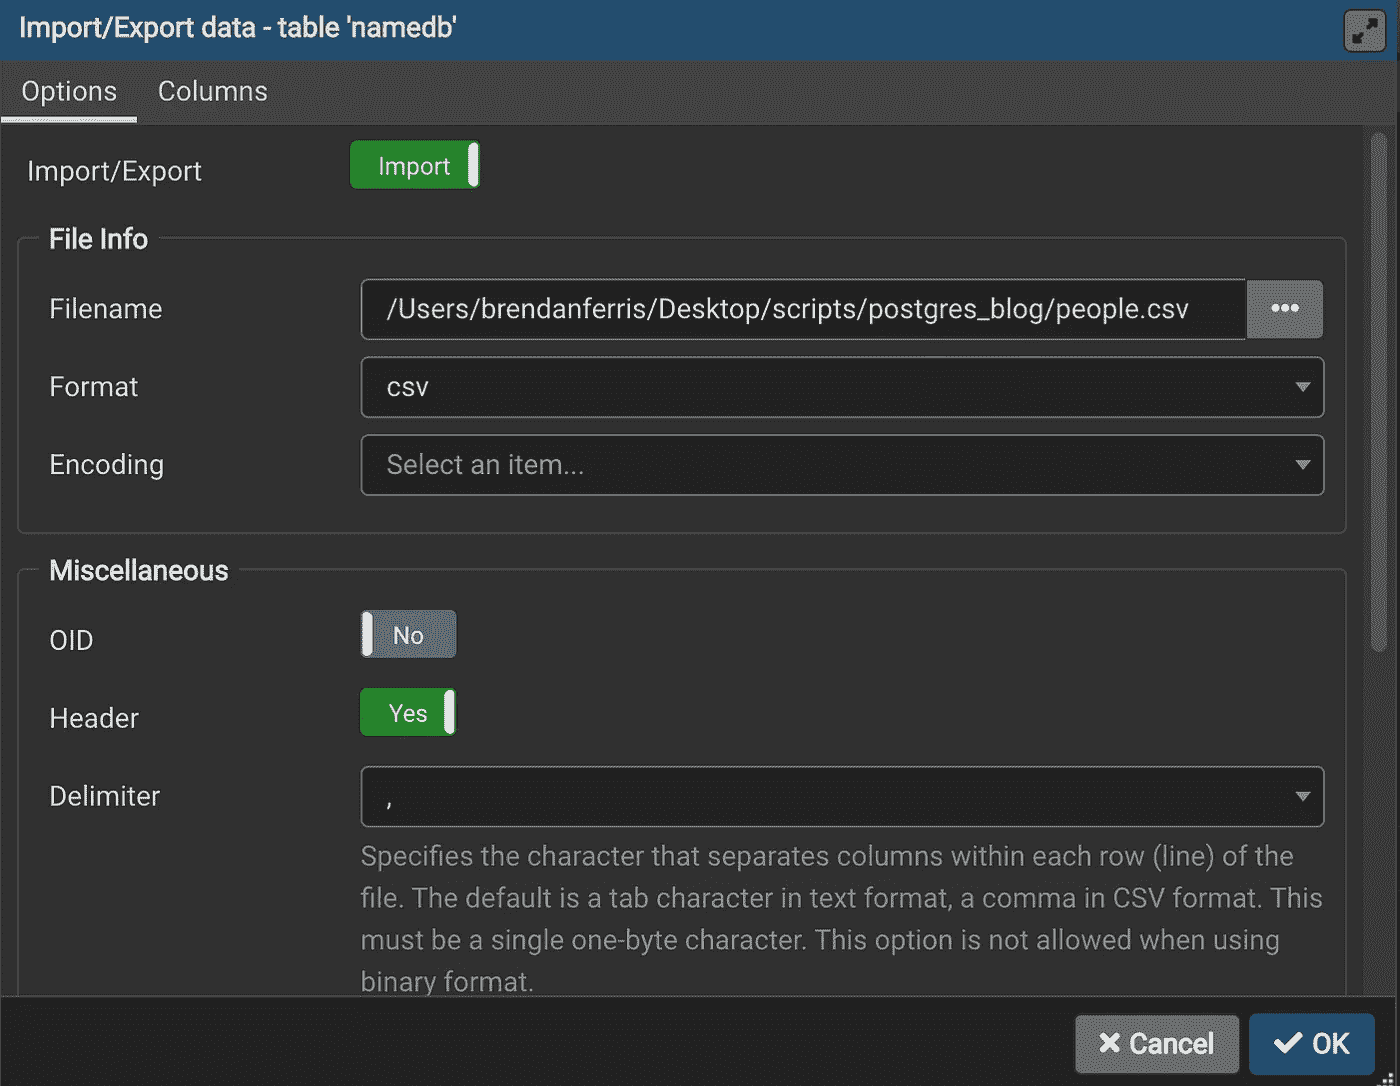 Import/Export data - table 'namedb'
Options Columns
Import/Export Import
File Info
Filename /Users/brendanferris/Desktop/scripts/postgres_blog/people.csv
Format csv
Encoding Select an item...
Miscellaneous
OID No
Header Yes
Delimiter ,
Specifies the character that separates columns within each row (line) of the
file. The default is a tab character in text format, a comma in CSV format. This
must be a single one-byte character. This option is not allowed when using
binary format.
Cancel OK